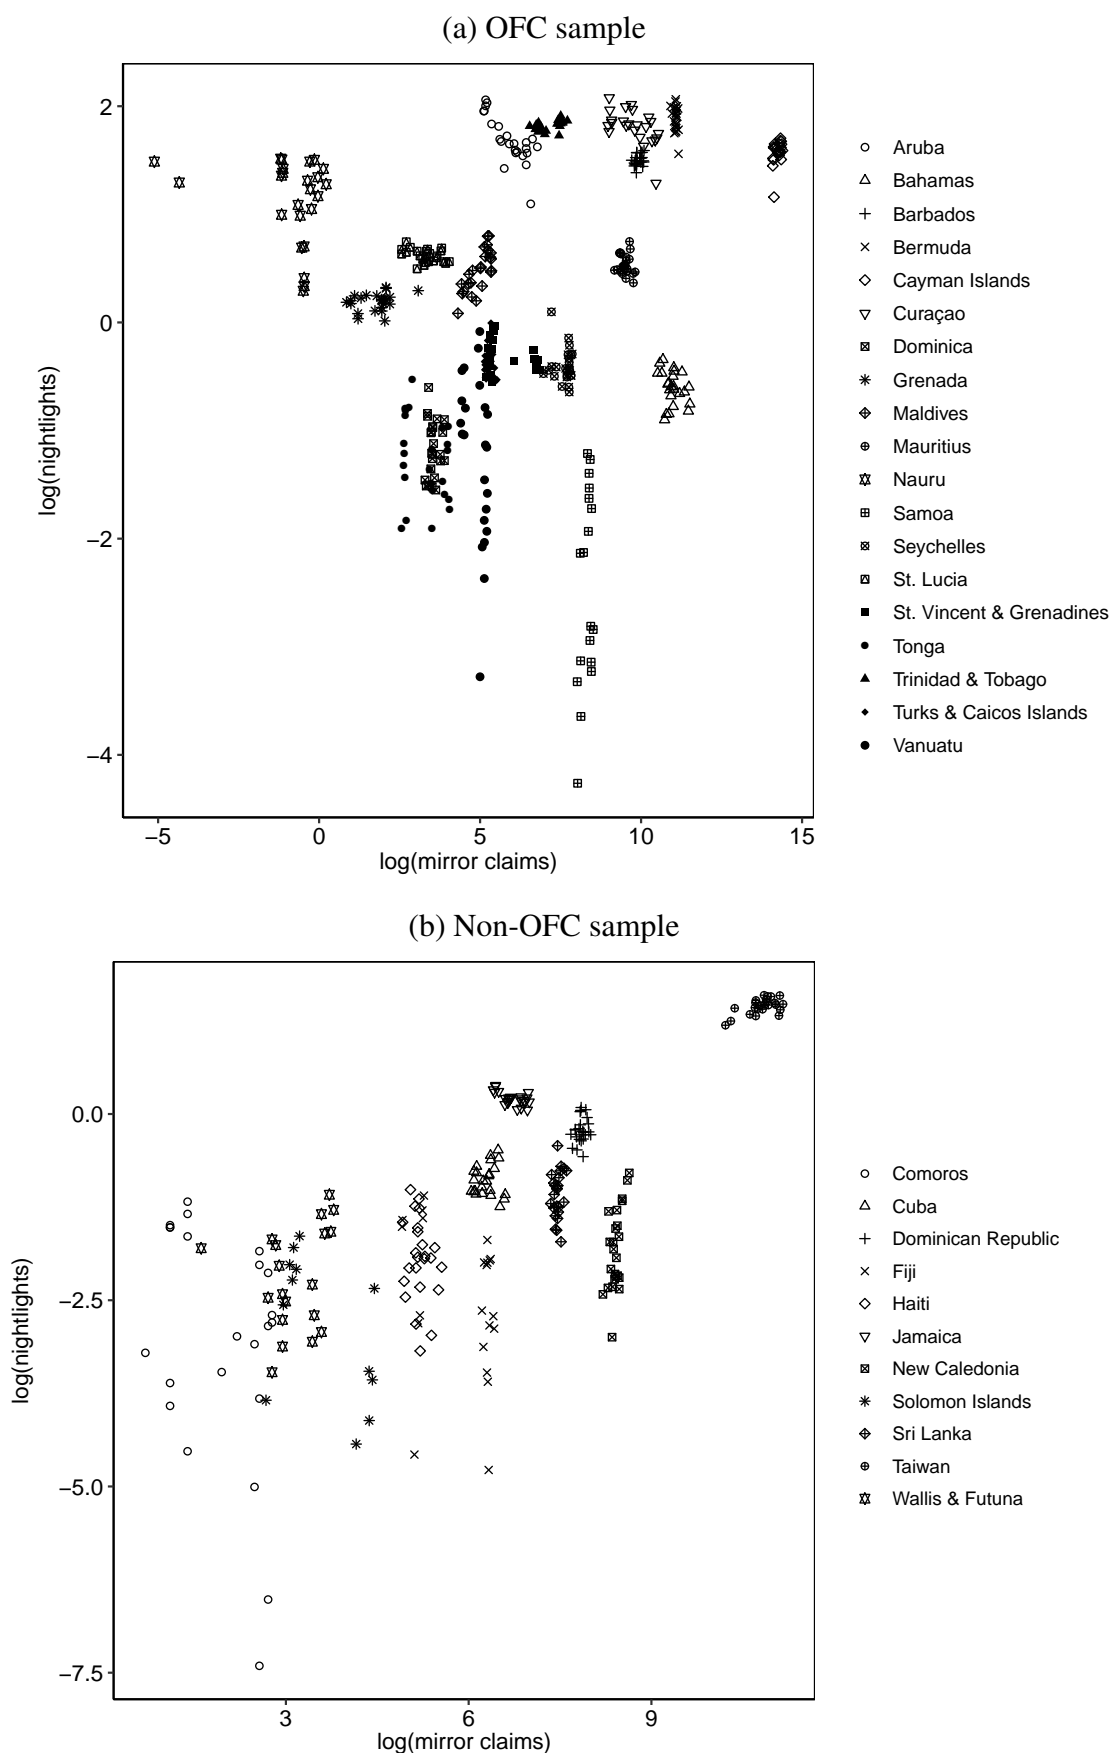 (a) OFC sample
2
0
−2
−4
log(nightlights)
−5 0 5 10 15
log(mirror claims)
Aruba
Bahamas
Barbados
Bermuda
Cayman Islands
Curaçao
Dominica
Grenada
Maldives
Mauritius
Nauru
Samoa
Seychelles
St. Lucia
St. Vincent & Grenadines
Tonga
Trinidad & Tobago
Turks & Caicos Islands
Vanuatu
(b) Non-OFC sample
0.0
−2.5
−5.0
−7.5
log(nightlights)
3 6 9
log(mirror claims)
Comoros
Cuba
Dominican Republic
Fiji
Haiti
Jamaica
New Caledonia
Solomon Islands
Sri Lanka
Taiwan
Wallis & Futuna